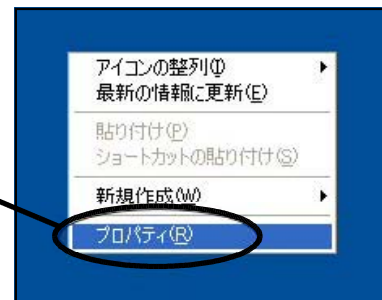 アイコンの整列(I)
最新の情報に更新(E)
貼り付け(P)
ショートカットの貼り付け(S)
新規作成(W)
プロパティ(R)